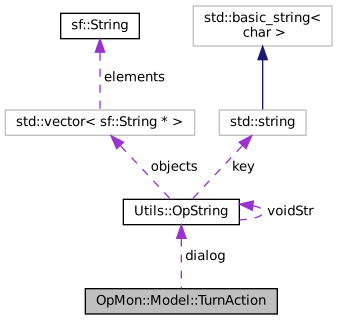 sf::String
std::basic_string<
char >
elements
std::vector< sf::String * >
std::string
objects
key
Utils::OpString
voidStr
dialog
OpMon::Model::TurnAction